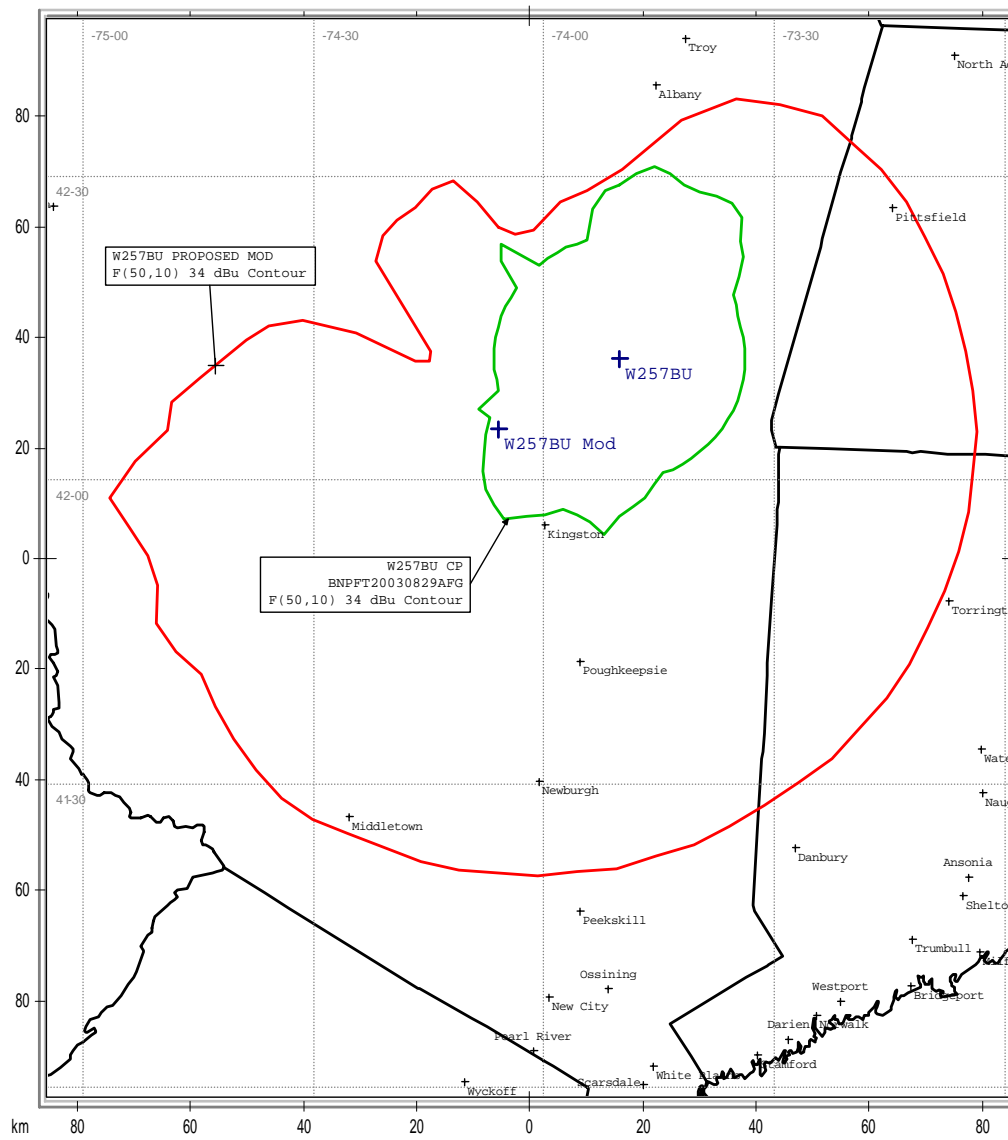 -75-00
-74-30
-74-00
-73-30
Troy
North A
Albany
80
42-30
Pittsfield
60
W257BU PROPOSED MOD
F(50,10) 34 dBu Contour
40
W257BU
20
W257BU Mod
42-00
Kingston
0
W257BU CP
BNPFT20030829AFG
F(50,10) 34 dBu Contour
Torringt
20
Poughkeepsie
Wate
40
Newburgh
Nau
41-30
Middletown
Danbury
Ansonia
60
Shelto
Peekskill
Trumbull
Ossining
Westport
Bridgeport
80
New City
Darien
Norwalk
Pearl River
Stamford
White Plains
Scarsdale
Wyckoff
km
80
60
40
20
0
20
40
60
80